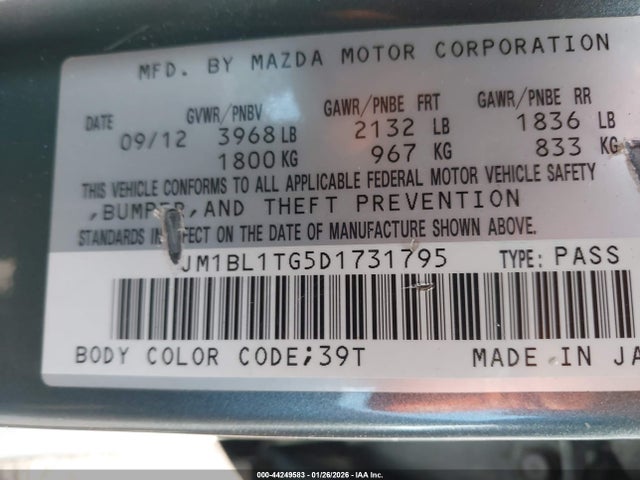 MFD. BY MAZDA MOTOR CORPORATION
DATE GVWR/PNBV GAWR/PNBE FRT GAWR/PNBE RR
09/12 3968 LB 2132 LB 1836 LB
1800 KG 967 KG 833 KG
THIS VEHICLE CONFORMS TO ALL APPLICABLE FEDERAL MOTOR VEHICLE SAFETY
,BUMPER,AND THEFT PREVENTION
STANDARDS IN EFFECT ON THE DATE OF MANUFACTURE SHOWN ABOVE.
JM1BL1TG5D1731795 TYPE: PASS
BODY COLOR CODE;39T MADE IN JA
000-44249583 - 01/26/2026 - IAA Inc.